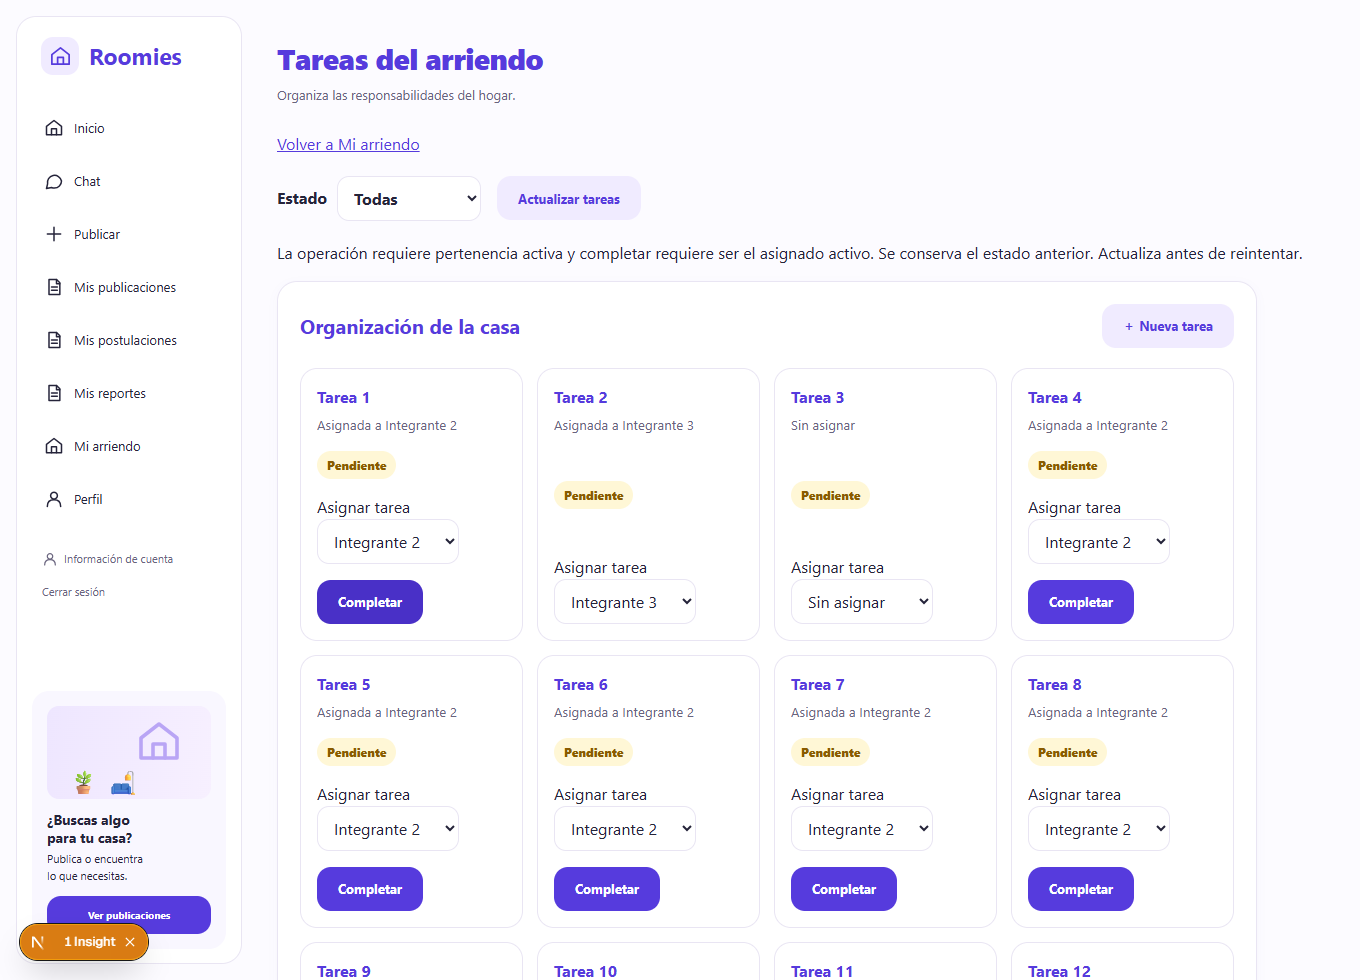 Roomies
Inicio
Chat
Publicar
Mis publicaciones
Mis postulaciones
Mis reportes
Mi arriendo
Perfil
Información de cuenta
Cerrar sesión
¿Buscas algo
para tu casa?
Publica o encuentra
lo que necesitas.
Ver publicaciones
1 Insight
Tareas del arriendo
Organiza las responsabilidades del hogar.
Volver a Mi arriendo
Estado Todas Actualizar tareas
La operación requiere pertenencia activa y completar requiere ser el asignado activo. Se conserva el estado anterior. Actualiza antes de reintentar.
Organización de la casa
+ Nueva tarea
Tarea 1
Asignada a Integrante 2
Pendiente
Asignar tarea
Integrante 2
Completar
Tarea 2
Asignada a Integrante 3
Pendiente
Asignar tarea
Integrante 3
Tarea 3
Sin asignar
Pendiente
Asignar tarea
Sin asignar
Tarea 4
Asignada a Integrante 2
Pendiente
Asignar tarea
Integrante 2
Completar
Tarea 5
Asignada a Integrante 2
Pendiente
Asignar tarea
Integrante 2
Completar
Tarea 6
Asignada a Integrante 2
Pendiente
Asignar tarea
Integrante 2
Completar
Tarea 7
Asignada a Integrante 2
Pendiente
Asignar tarea
Integrante 2
Completar
Tarea 8
Asignada a Integrante 2
Pendiente
Asignar tarea
Integrante 2
Completar
Tarea 9
Tarea 10
Tarea 11
Tarea 12